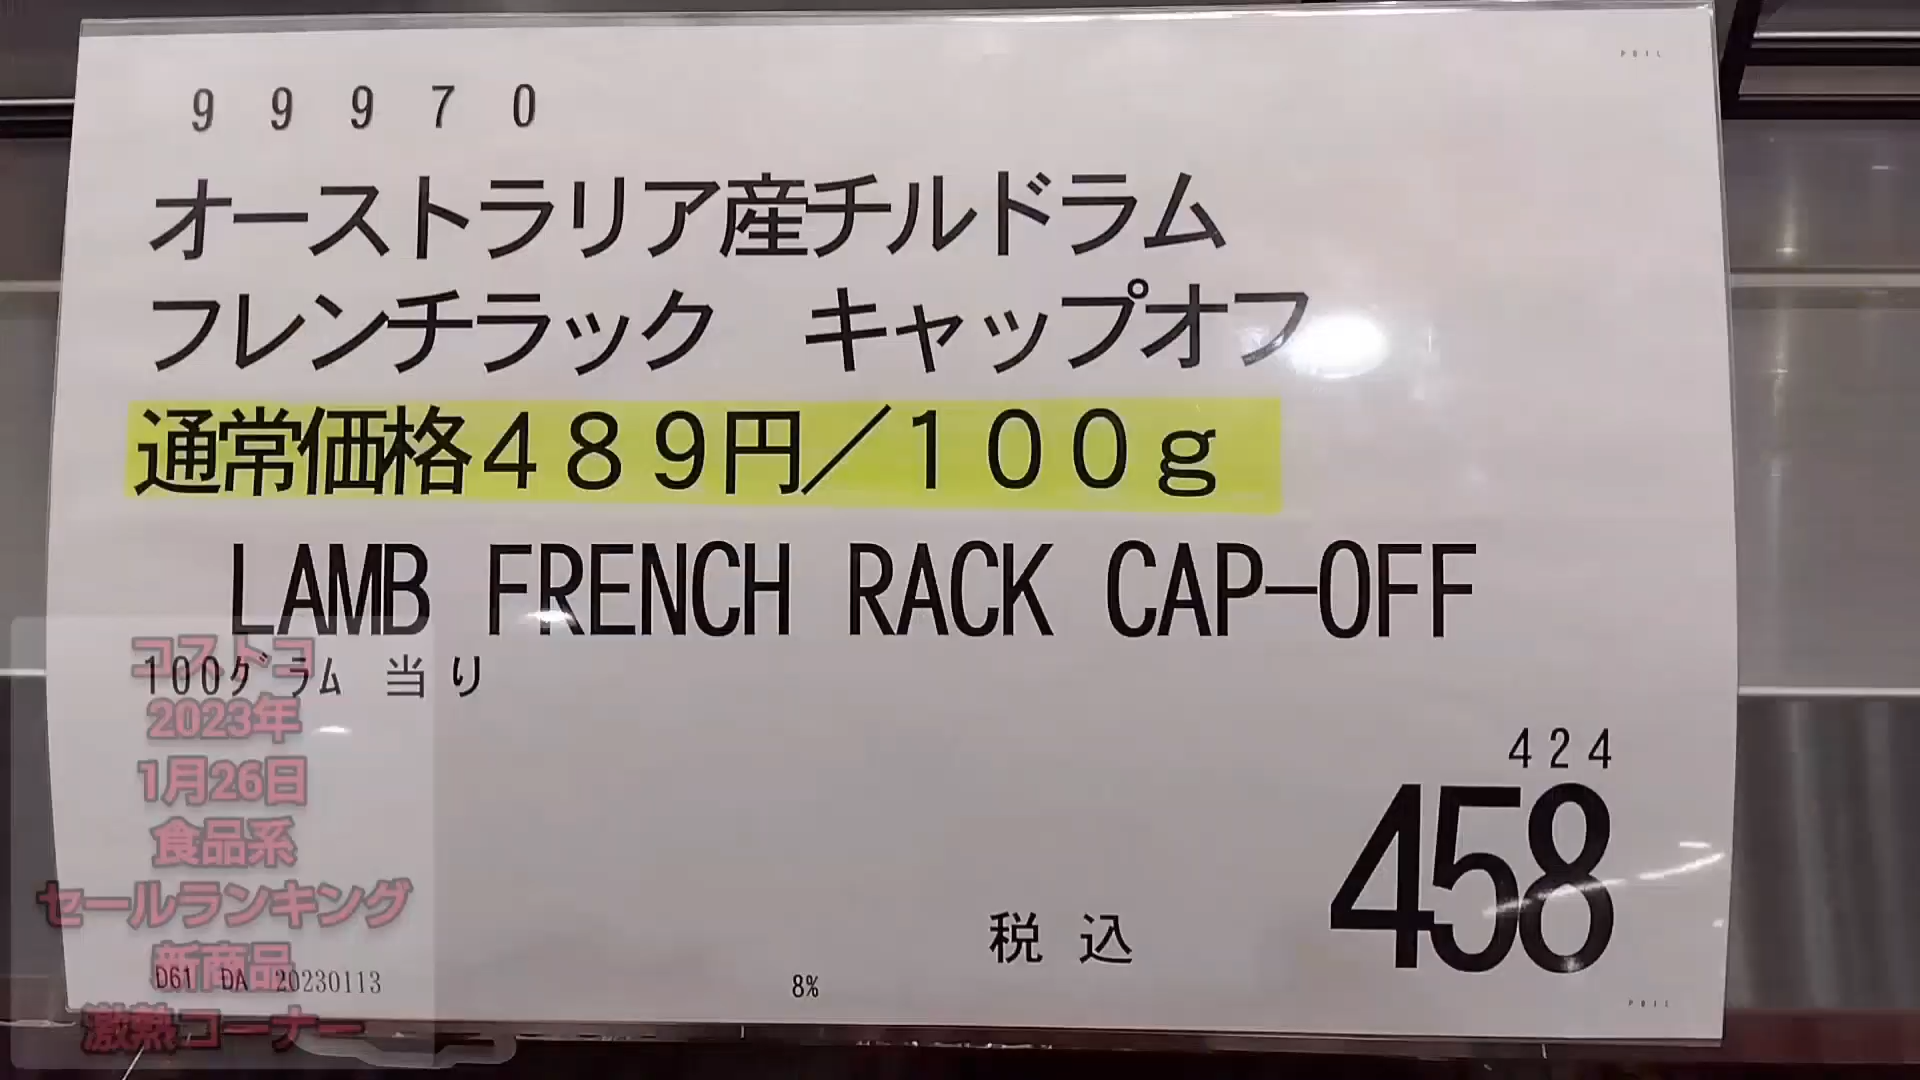 99970
オーストラリア産チルドラム
フレンチラック　キャップオフ
通常価格489円／100g
LAMB FRENCH RACK CAP-OFF
100ｸﾞﾗﾑ 当り
424
458
税込
8%
D61 DA 20230113
コストコ
2023年
1月26日
食品系
セールランキング
新商品
激熱コーナー